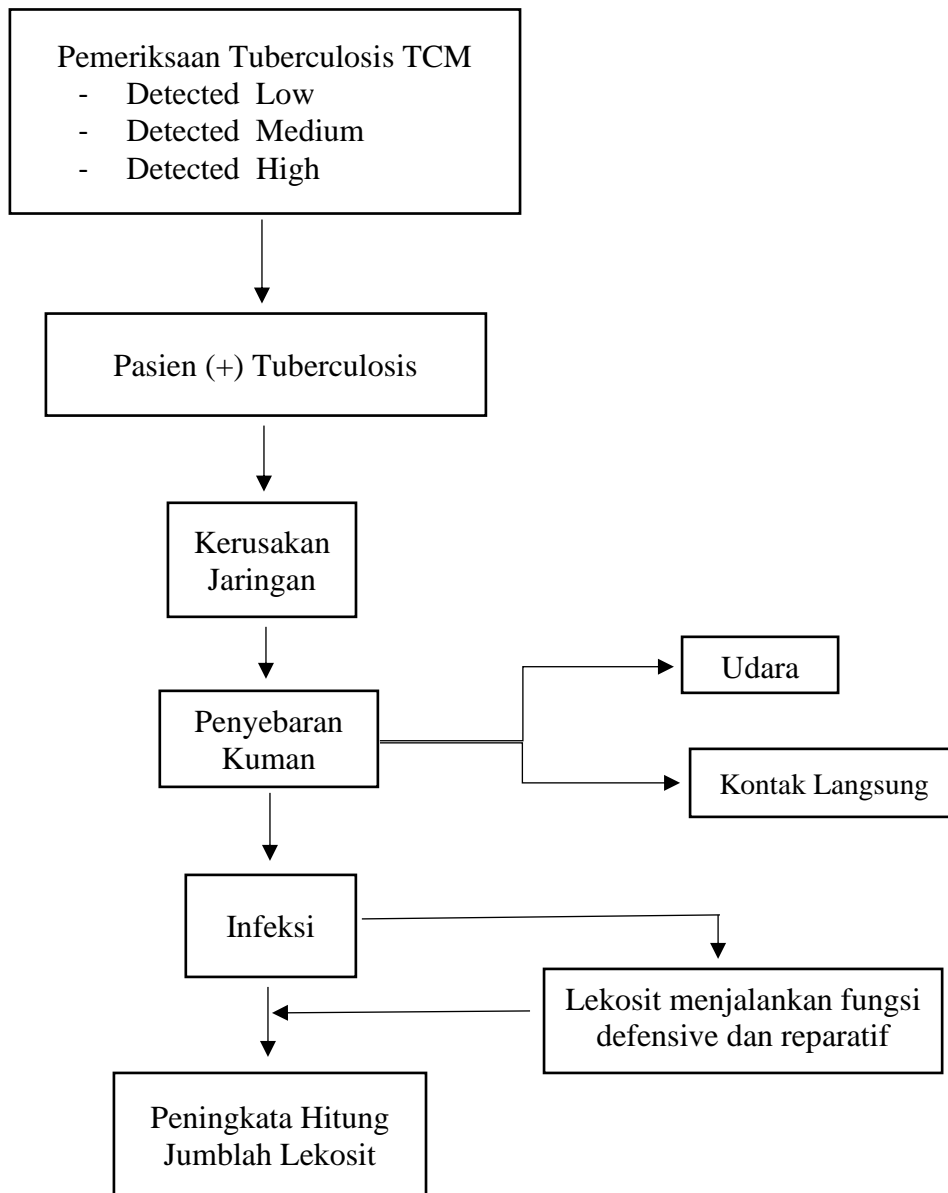 Pemeriksaan Tuberculosis TCM
- Detected Low
- Detected Medium
- Detected High
Pasien (+) Tuberculosis
Kerusakan
Jaringan
Penyebaran
Kuman
Udara
Kontak Langsung
Infeksi
Lekosit menjalankan fungsi
defensive dan reparatif
Peningkata Hitung
Jumblah Lekosit